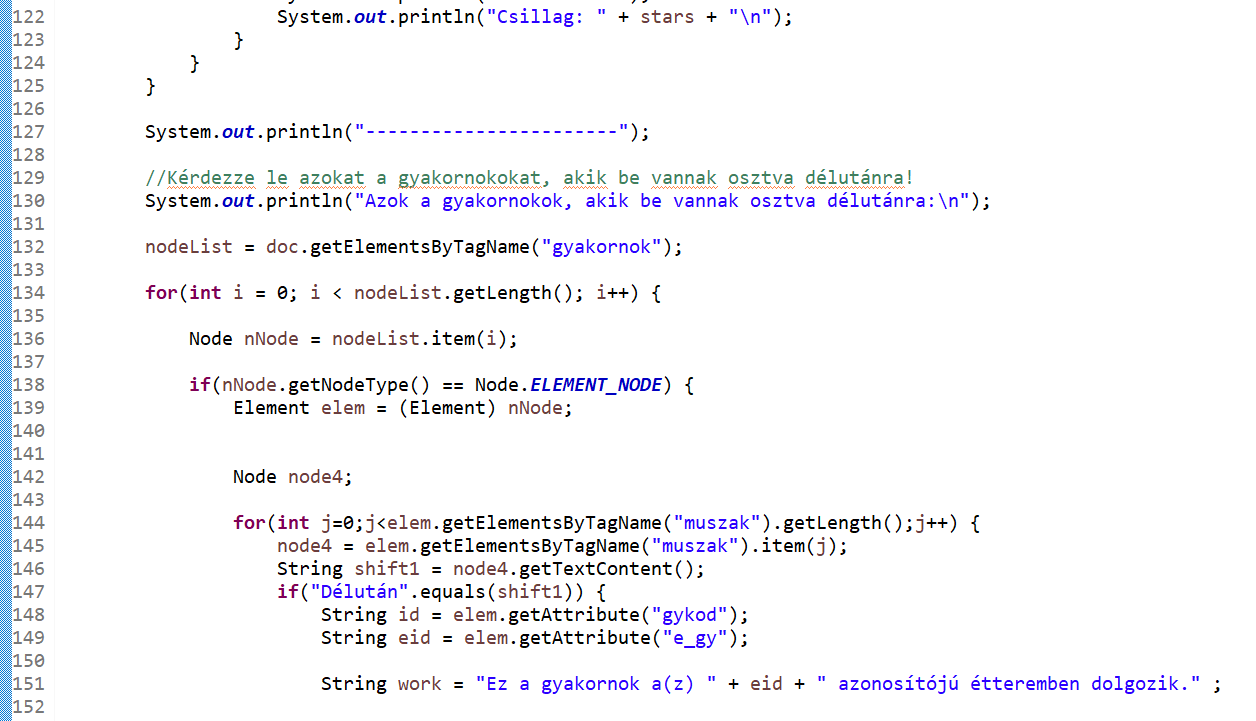 122 System.out.println("Csillag: " + stars + "\n");
123 }
124 }
125 }
126
127 System.out.println("-----------------------");
128
129 //Kérdezze le azokat a gyakornokokat, akik be vannak osztva délutánra!
130 System.out.println("Azok a gyakornokok, akik be vannak osztva délutánra:\n");
131
132 nodeList = doc.getElementsByTagName("gyakornok");
133
134 for(int i = 0; i < nodeList.getLength(); i++) {
135
136 Node nNode = nodeList.item(i);
137
138 if(nNode.getNodeType() == Node.ELEMENT_NODE) {
139 Element elem = (Element) nNode;
140
141
142 Node node4;
143
144 for(int j=0;j<elem.getElementsByTagName("muszak").getLength();j++) {
145 node4 = elem.getElementsByTagName("muszak").item(j);
146 String shift1 = node4.getTextContent();
147 if("Délután".equals(shift1)) {
148 String id = elem.getAttribute("gykod");
149 String eid = elem.getAttribute("e_gy");
150
151 String work = "Ez a gyakornok a(z) " + eid + " azonosítójú étteremben dolgozik." ;
152